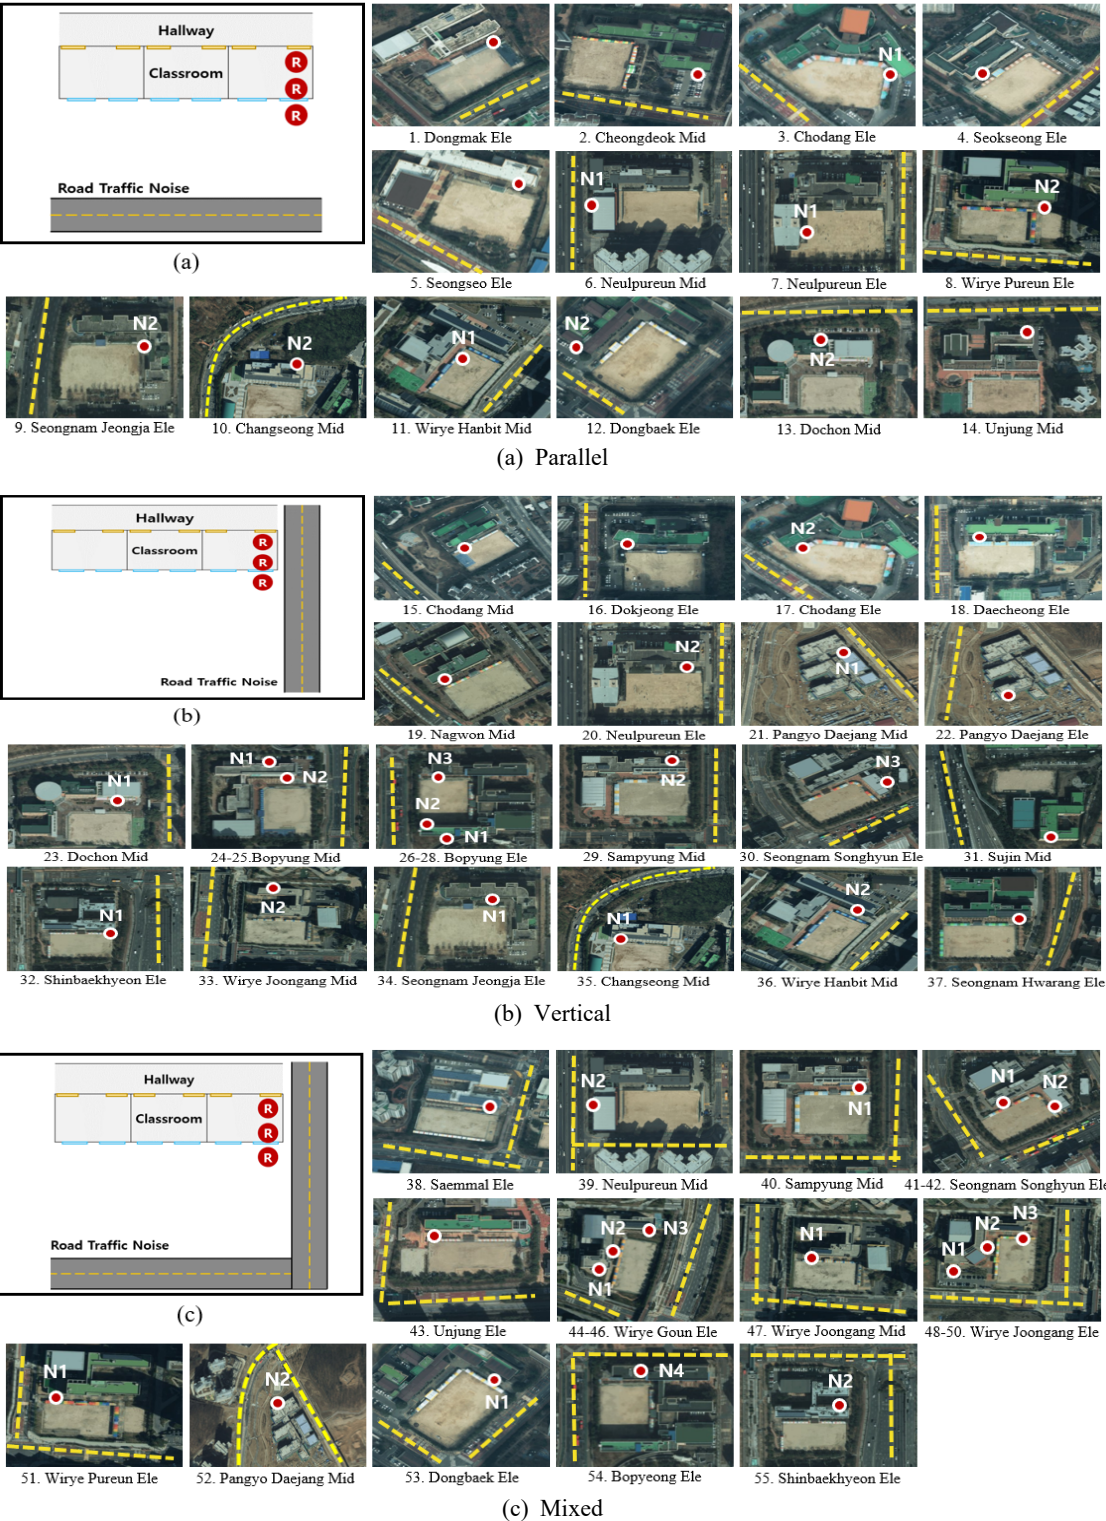 Hallway
R
Classroom
R
R
Road Traffic Noise
(a)
1. Dongmak Ele
2. Cheongdeok Mid
N1
3. Chodang Ele
4. Seokseong Ele
5. Seongseo Ele
N1
6. Neulpureun Mid
N1
7. Neulpureun Ele
N2
8. Wirye Pureun Ele
N2
9. Seongnam Jeongja Ele
N2
10. Changseong Mid
N1
11. Wirye Hanbit Mid
N2
12. Dongbaek Ele
N2
13. Dochon Mid
14. Unjung Mid
(a) Parallel
Hallway
R
Classroom
R
R
Road Traffic Noise
(b)
15. Chodang Mid
16. Dokjeong Ele
N2
17. Chodang Ele
18. Daecheong Ele
19. Nagwon Mid
N2
20. Neulpureun Ele
N1
21. Pangyo Daejang Mid
22. Pangyo Daejang Ele
N1
23. Dochon Mid
N1
N2
24-25.Bopyung Mid
N3
N2
N1
26-28. Bopyung Ele
N2
29. Sampyung Mid
N3
30. Seongnam Songhyun Ele
31. Sujin Mid
N1
32. Shinbaekhyeon Ele
N2
33. Wirye Joongang Mid
N1
34. Seongnam Jeongja Ele
N1
35. Changseong Mid
N2
36. Wirye Hanbit Mid
37. Seongnam Hwarang Ele
(b) Vertical
Hallway
R
Classroom
R
R
Road Traffic Noise
(c)
38. Saemmal Ele
N2
39. Neulpureun Mid
N1
40. Sampyung Mid
N1
N2
41-42. Seongnam Songhyun Ele
43. Unjung Ele
N2
N3
N1
44-46. Wirye Goun Ele
N1
47. Wirye Joongang Mid
N3
N2
N1
48-50. Wirye Joongang Ele
N1
51. Wirye Pureun Ele
N2
52. Pangyo Daejang Mid
N1
53. Dongbaek Ele
N4
54. Bopyeong Ele
N2
55. Shinbaekhyeon Ele
(c) Mixed